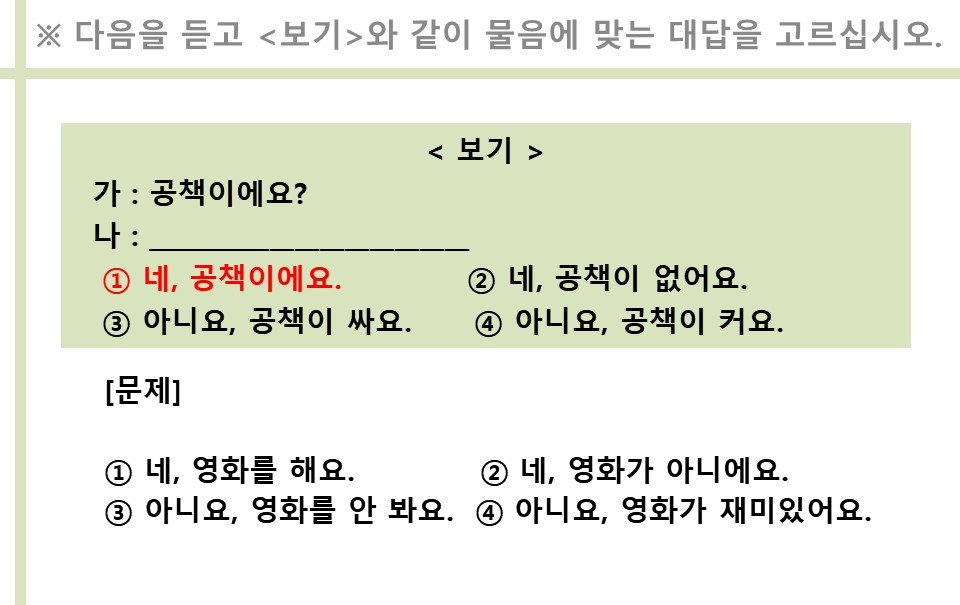 ※ 다음을 듣고 <보기>와 같이 물음에 맞는 대답을 고르십시오.
< 보기 >
가 : 공책이에요?
나 : ____________________
① 네, 공책이에요. ② 네, 공책이 없어요.
③ 아니요, 공책이 싸요. ④ 아니요, 공책이 커요.
[문제]
① 네, 영화를 해요. ② 네, 영화가 아니에요.
③ 아니요, 영화를 안 봐요. ④ 아니요, 영화가 재미있어요.